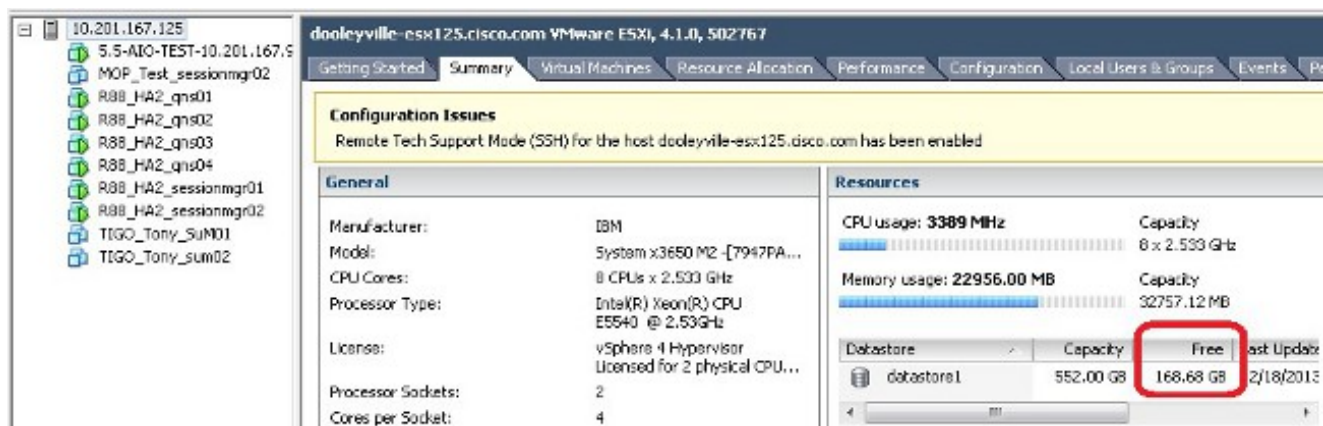 10.201.167.125
5.5-AIO-TEST-10.201.167.9
MOP_Test_sessionmgr02
R88_HA2_qns01
R88_HA2_qns02
R88_HA2_qns03
R88_HA2_qns04
R88_HA2_sessionmgr01
R88_HA2_sessionmgr02
TIGO_Tony_SuM01
TIGO_Tony_sum02
dooleyville-esx125.cisco.com VMware ESXi, 4.1.0, 502767
Getting Started Summary Virtual Machines Resource Allocation Performance Configuration Local Users & Groups Events Pe
Configuration Issues
Remote Tech Support Mode (SSH) for the host dooleyville-esx125.cisco.com has been enabled
General
Manufacturer: IBM
Model: System x3650 M2 -[7947PA...
CPU Cores: 8 CPUs x 2.533 GHz
Processor Type: Intel(R) Xeon(R) CPU
E5540 @ 2.53GHz
License: vSphere 4 Hypervisor
Licensed for 2 physical CPU...
Processor Sockets: 2
Cores per Socket: 4
Resources
CPU usage: 3389 MHz Capacity
8 x 2.533 GHz
Memory usage: 22956.00 MB Capacity
32757.12 MB
Datastore Capacity Free ast Update
datastore1 552.00 GB 168.68 GB 2/18/2013